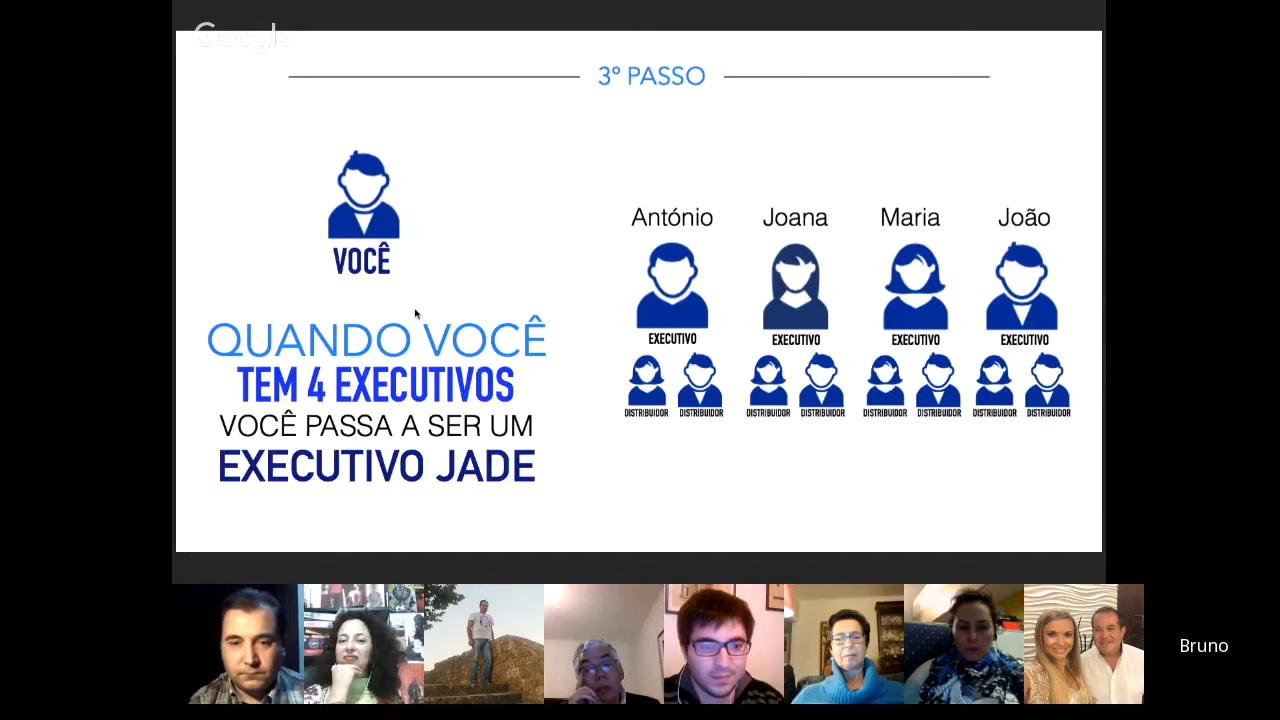 Google
3º PASSO
VOCÊ
QUANDO VOCÊ
TEM 4 EXECUTIVOS
VOCÊ PASSA A SER UM
EXECUTIVO JADE
António Joana Maria João
EXECUTIVO EXECUTIVO EXECUTIVO EXECUTIVO
DISTRIBUIDOR DISTRIBUIDOR DISTRIBUIDOR DISTRIBUIDOR DISTRIBUIDOR DISTRIBUIDOR DISTRIBUIDOR DISTRIBUIDOR
Bruno